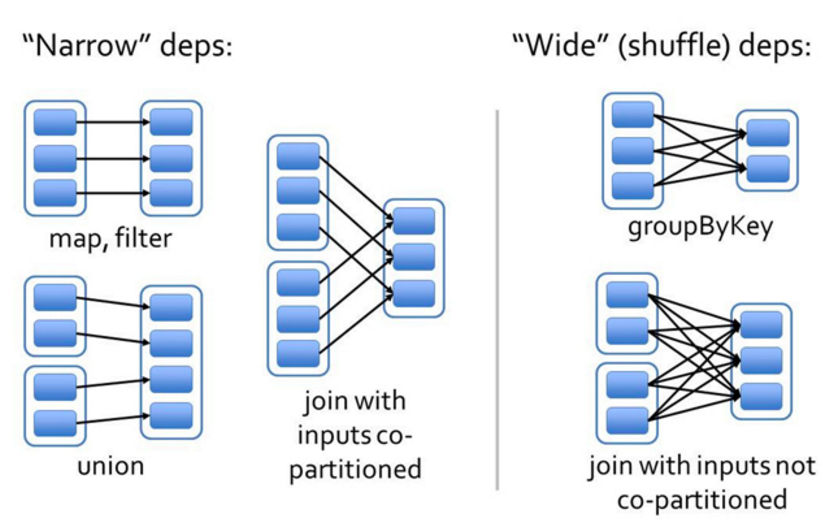 “Narrow” deps:
“Wide” (shuffle) deps:
map, filter
union
join with
inputs co-
partitioned
groupByKey
join with inputs not
co-partitioned